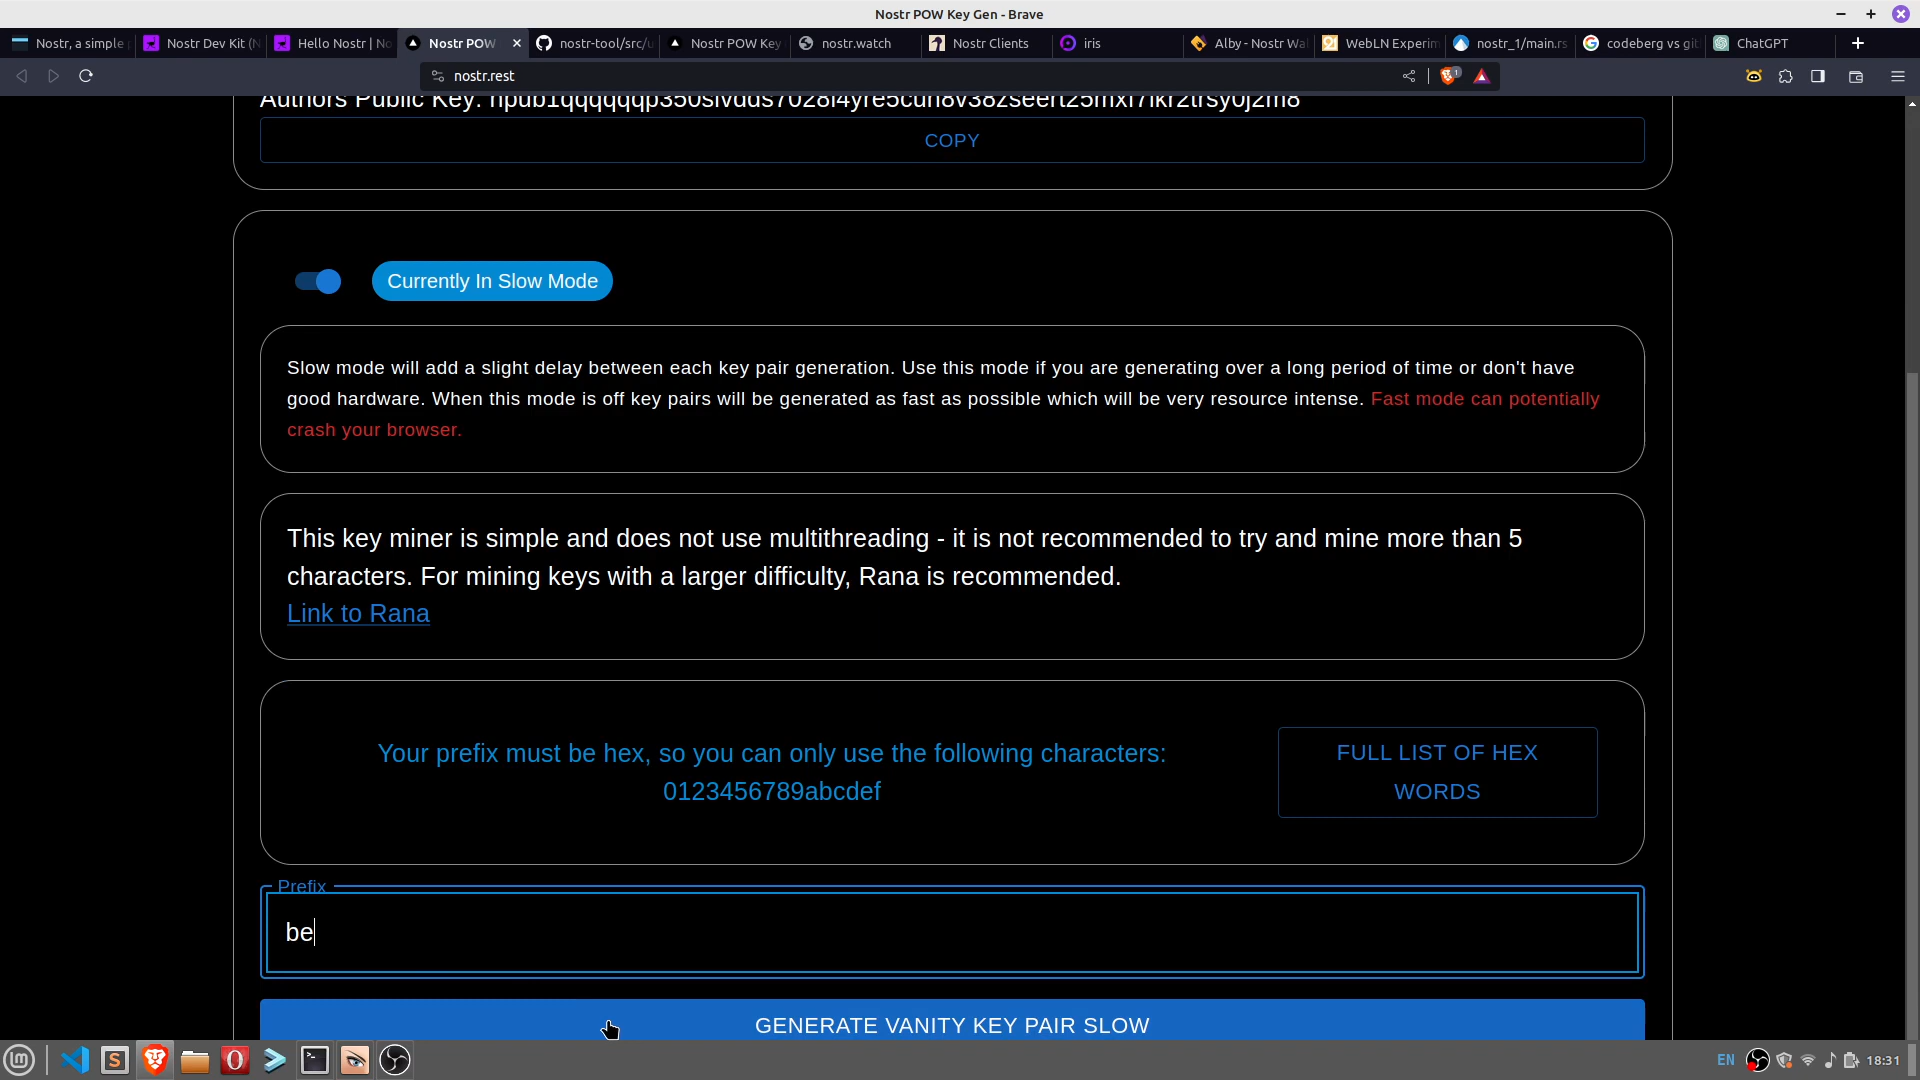 Nostr POW Key Gen - Brave
Nostr, a simple
Nostr Dev Kit (N
Hello Nostr | No
Nostr POW
nostr-tool/src/u
Nostr POW Key
nostr.watch
Nostr Clients
iris
Alby - Nostr Wa
WebLN Experim
nostr_1/main.rs
codeberg vs git
ChatGPT
nostr.rest
1
Authors Public Key:
COPY
Currently In Slow Mode
Slow mode will add a slight delay between each key pair generation. Use this mode if you are generating over a long period of time or don't have
good hardware. When this mode is off key pairs will be generated as fast as possible which will be very resource intense. Fast mode can potentially
crash your browser.
This key miner is simple and does not use multithreading - it is not recommended to try and mine more than 5
characters. For mining keys with a larger difficulty, Rana is recommended.
Link to Rana
Your prefix must be hex, so you can only use the following characters:
0123456789abcdef
FULL LIST OF HEX
WORDS
Prefix
be
GENERATE VANITY KEY PAIR SLOW
EN
18:31